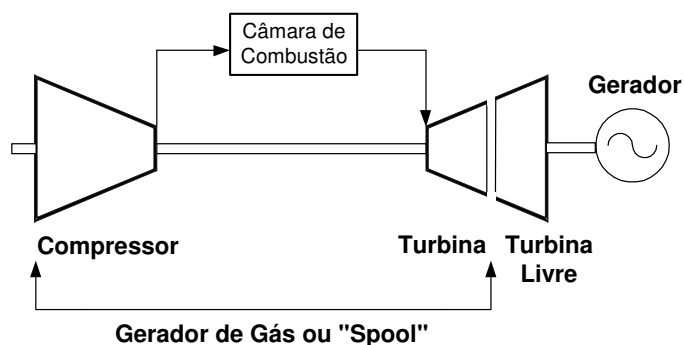 Câmara de
Combustão
Gerador
Compressor
Turbina
Turbina
Livre
Gerador de Gás ou "Spool"